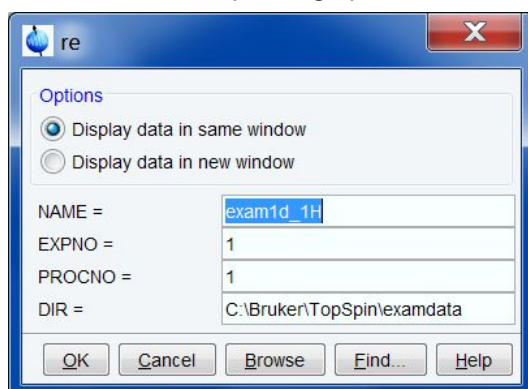 re
X
Options
Display data in same window
Display data in new window
NAME = exam1d_1H
EXPNO = 1
PROCNO = 1
DIR = C:\Bruker\TopSpin\examdata
OK Cancel Browse Find... Help